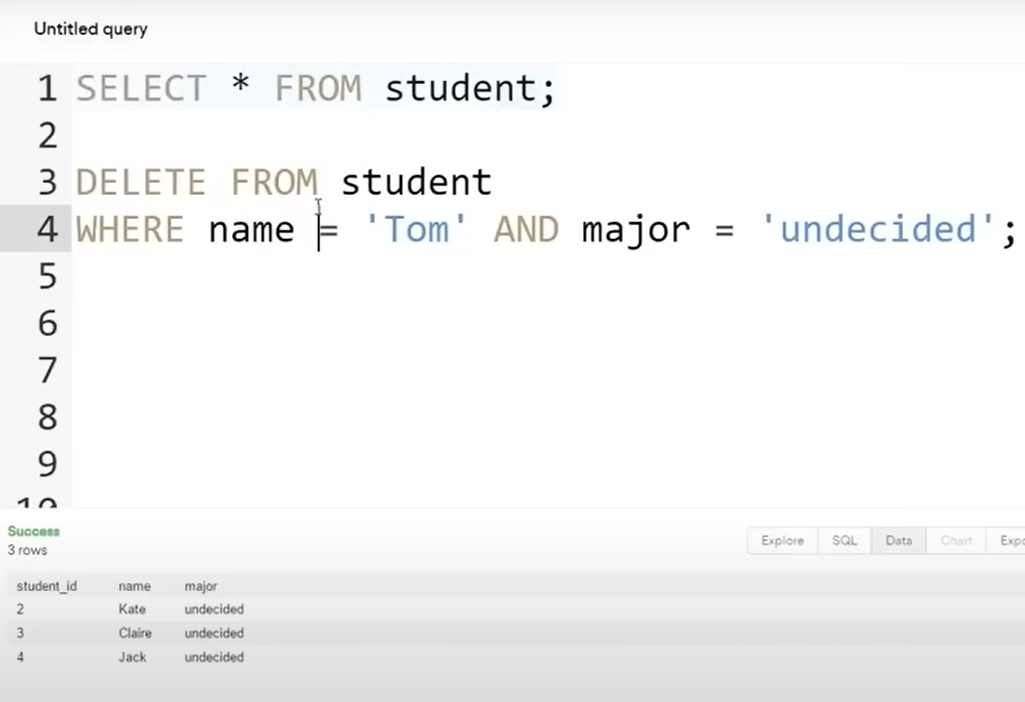 Untitled query
1 SELECT * FROM student;
2
3 DELETE FROM student
4 WHERE name = 'Tom' AND major = 'undecided';
5
6
7
8
9
10
Success
3 rows
Explore SQL Data Chart Expo
student_id name major
2 Kate undecided
3 Claire undecided
4 Jack undecided